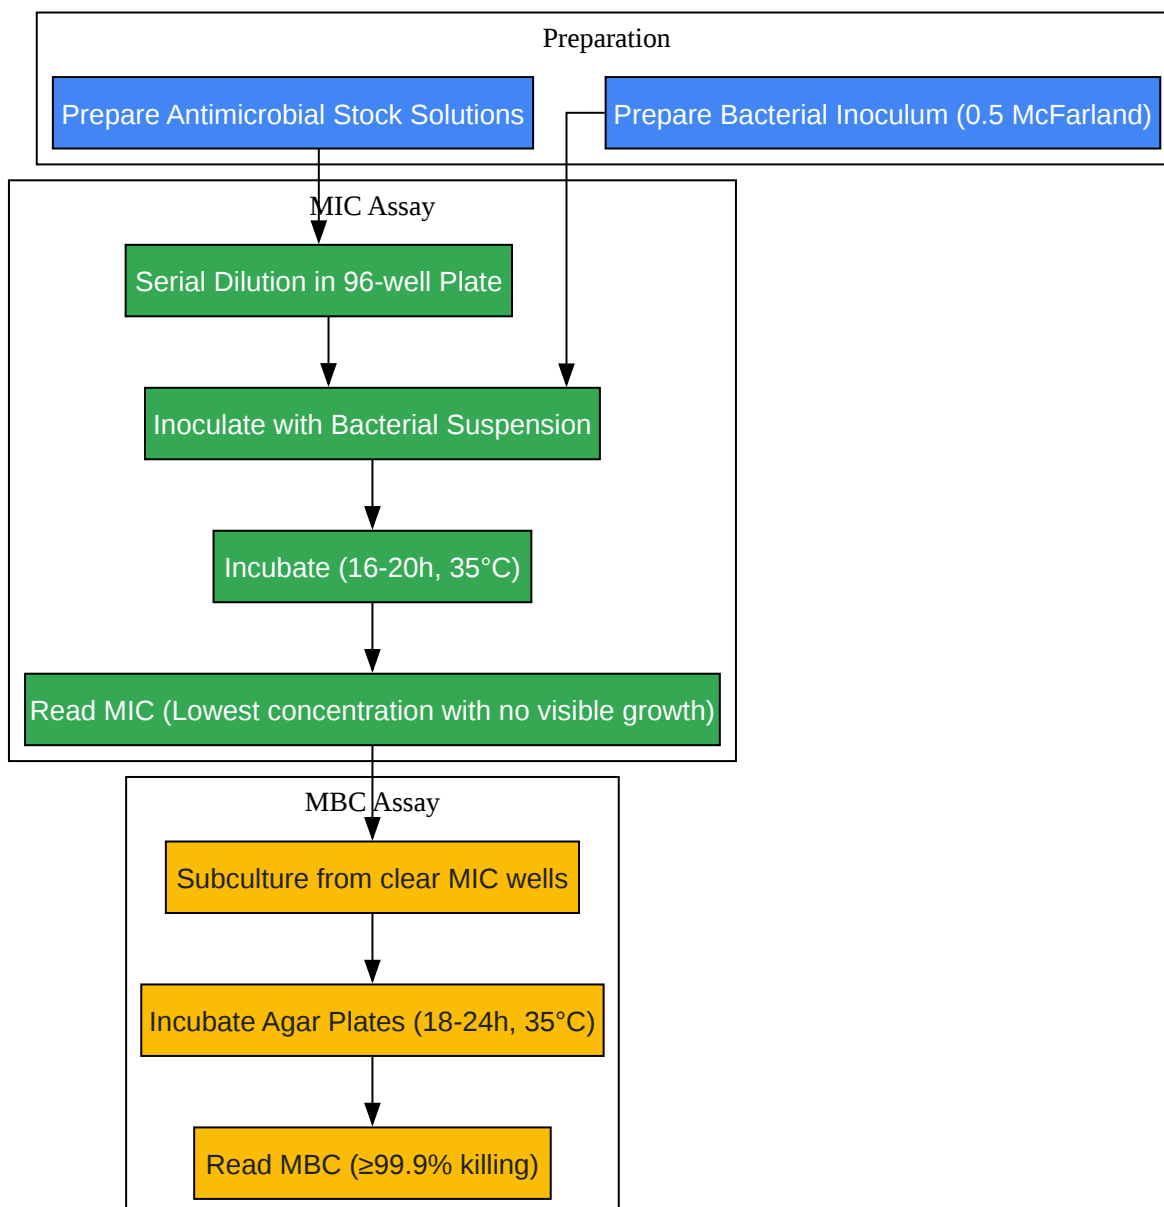 Preparation
Prepare Antimicrobial Stock Solutions
Prepare Bacterial Inoculum (0.5 McFarland)
MIC Assay
Serial Dilution in 96-well Plate
Inoculate with Bacterial Suspension
Incubate (16-20h, 35°C)
Read MIC (Lowest concentration with no visible growth)
MBC Assay
Subculture from clear MIC wells
Incubate Agar Plates (18-24h, 35°C)
Read MBC (≥99.9% killing)